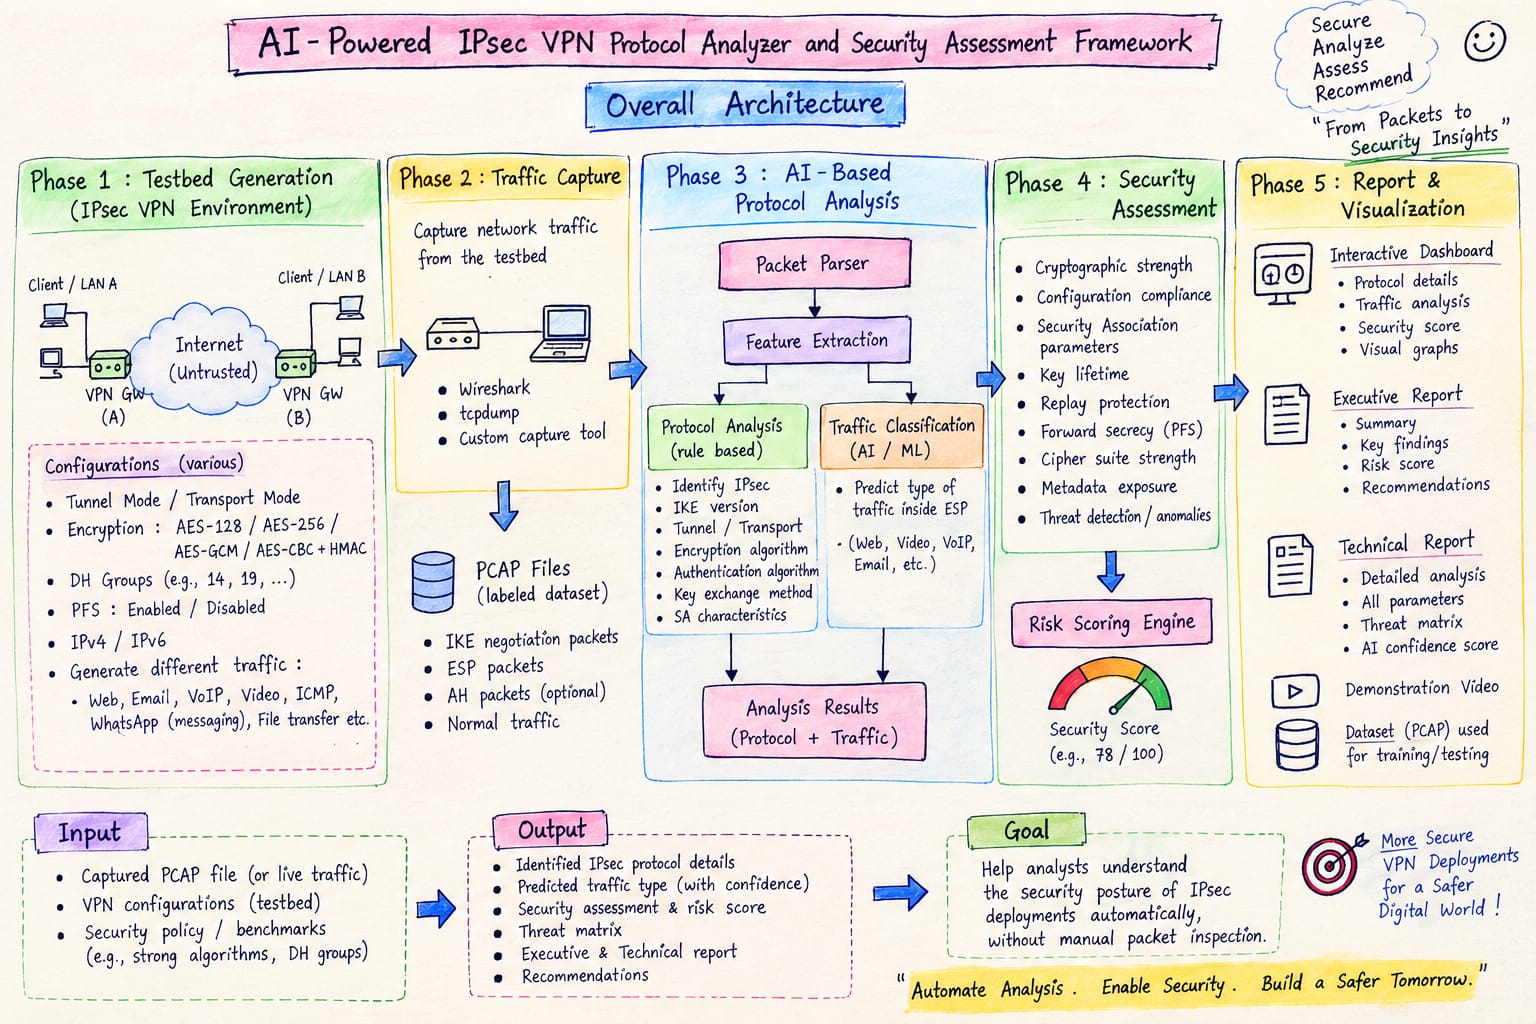 AI-Powered IPsec VPN Protocol Analyzer and Security Assessment Framework
Overall Architecture
Secure
Analyze
Assess
Recommend
"From Packets to
Security Insights"
Phase 1 : Testbed Generation
(IPsec VPN Environment)
Client / LAN A
Client / LAN B
Internet
(Untrusted)
VPN GW
(A)
VPN GW
(B)
Configurations (various)
• Tunnel Mode / Transport Mode
• Encryption : AES-128 / AES-256 /
AES-GCM / AES-CBC + HMAC
• DH Groups (e.g., 14, 19, ...)
• PFS : Enabled / Disabled
• IPv4 / IPv6
• Generate different traffic :
• Web, Email, VoIP, Video, ICMP,
WhatsApp (messaging), File transfer etc.
Phase 2 : Traffic Capture
Capture network traffic
from the testbed
• Wireshark
• tcpdump
• Custom capture tool
PCAP Files
(labeled dataset)
• IKE negotiation packets
• ESP packets
• AH packets (optional)
• Normal traffic
Phase 3 : AI-Based
Protocol Analysis
Packet Parser
Feature Extraction
Protocol Analysis
(rule based)
• Identify IPsec
• IKE version
• Tunnel / Transport
• Encryption algorithm
• Authentication algorithm
• Key exchange method
• SA characteristics
Traffic Classification
(AI / ML)
• Predict type of
traffic inside ESP
• (Web, Video, VoIP,
Email, etc.)
Analysis Results
(Protocol + Traffic)
Phase 4 : Security
Assessment
• Cryptographic strength
• Configuration compliance
• Security Association
parameters
• Key lifetime
• Replay protection
• Forward secrecy (PFS)
• Cipher suite strength
• Metadata exposure
• Threat detection / anomalies
Risk Scoring Engine
Security Score
(e.g., 78 / 100)
Phase 5 : Report &
Visualization
Interactive Dashboard
• Protocol details
• Traffic analysis
• Security score
• Visual graphs
Executive Report
• Summary
• Key findings
• Risk score
• Recommendations
Technical Report
• Detailed analysis
• All parameters
• Threat matrix
• AI confidence score
Demonstration Video
Dataset (PCAP) used
for training/testing
Input
• Captured PCAP file (or live traffic)
• VPN configurations (testbed)
• Security policy / benchmarks
(e.g., strong algorithms, DH groups)
Output
• Identified IPsec protocol details
• Predicted traffic type (with confidence)
• Security assessment & risk score
• Threat matrix
• Executive & Technical report
• Recommendations
Goal
Help analysts understand
the security posture of IPsec
deployments automatically,
without manual packet inspection.
More Secure
VPN Deployments
for a Safer
Digital World !
"Automate Analysis . Enable Security . Build a Safer Tomorrow."